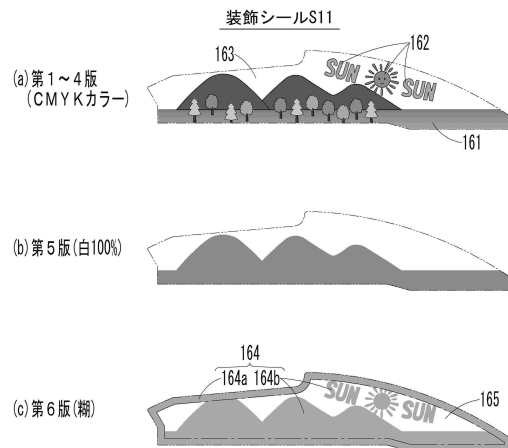 装飾シールS11
163
162
SUN SUN
(a)第1～4版
(CMYKカラー)
161
(b)第5版(白100%)
164
164a 164b
SUN SUN
165
(c)第6版(糊)